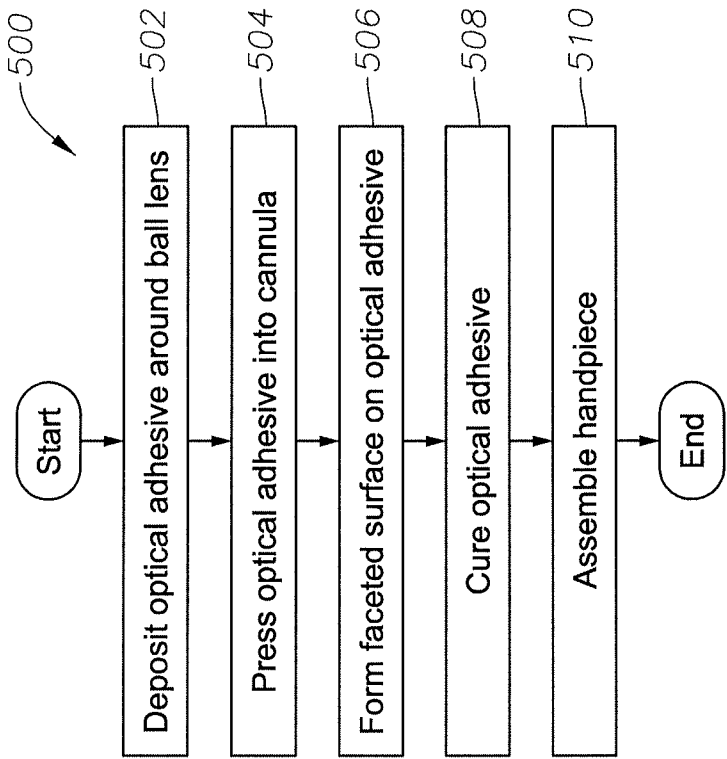 500
Start
502
Deposit optical adhesive around ball lens
504
Press optical adhesive into cannula
506
Form faceted surface on optical adhesive
508
Cure optical adhesive
510
Assemble handpiece
End